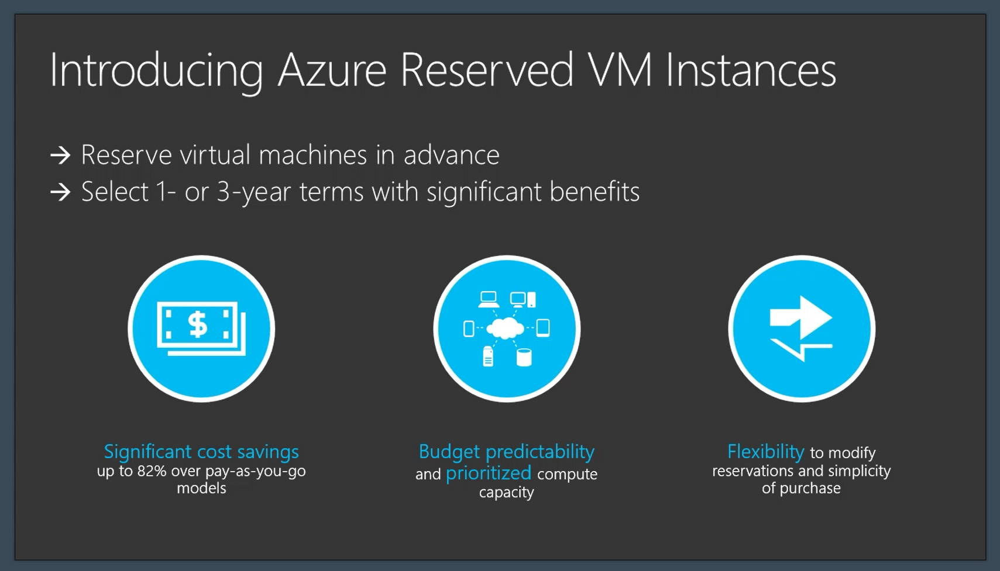 Introducing Azure Reserved VM Instances
→ Reserve virtual machines in advance
→ Select 1- or 3-year terms with significant benefits
$
Significant cost savings
up to 82% over pay-as-you-go
models
Budget predictability
and prioritized compute
capacity
Flexibility to modify
reservations and simplicity
of purchase